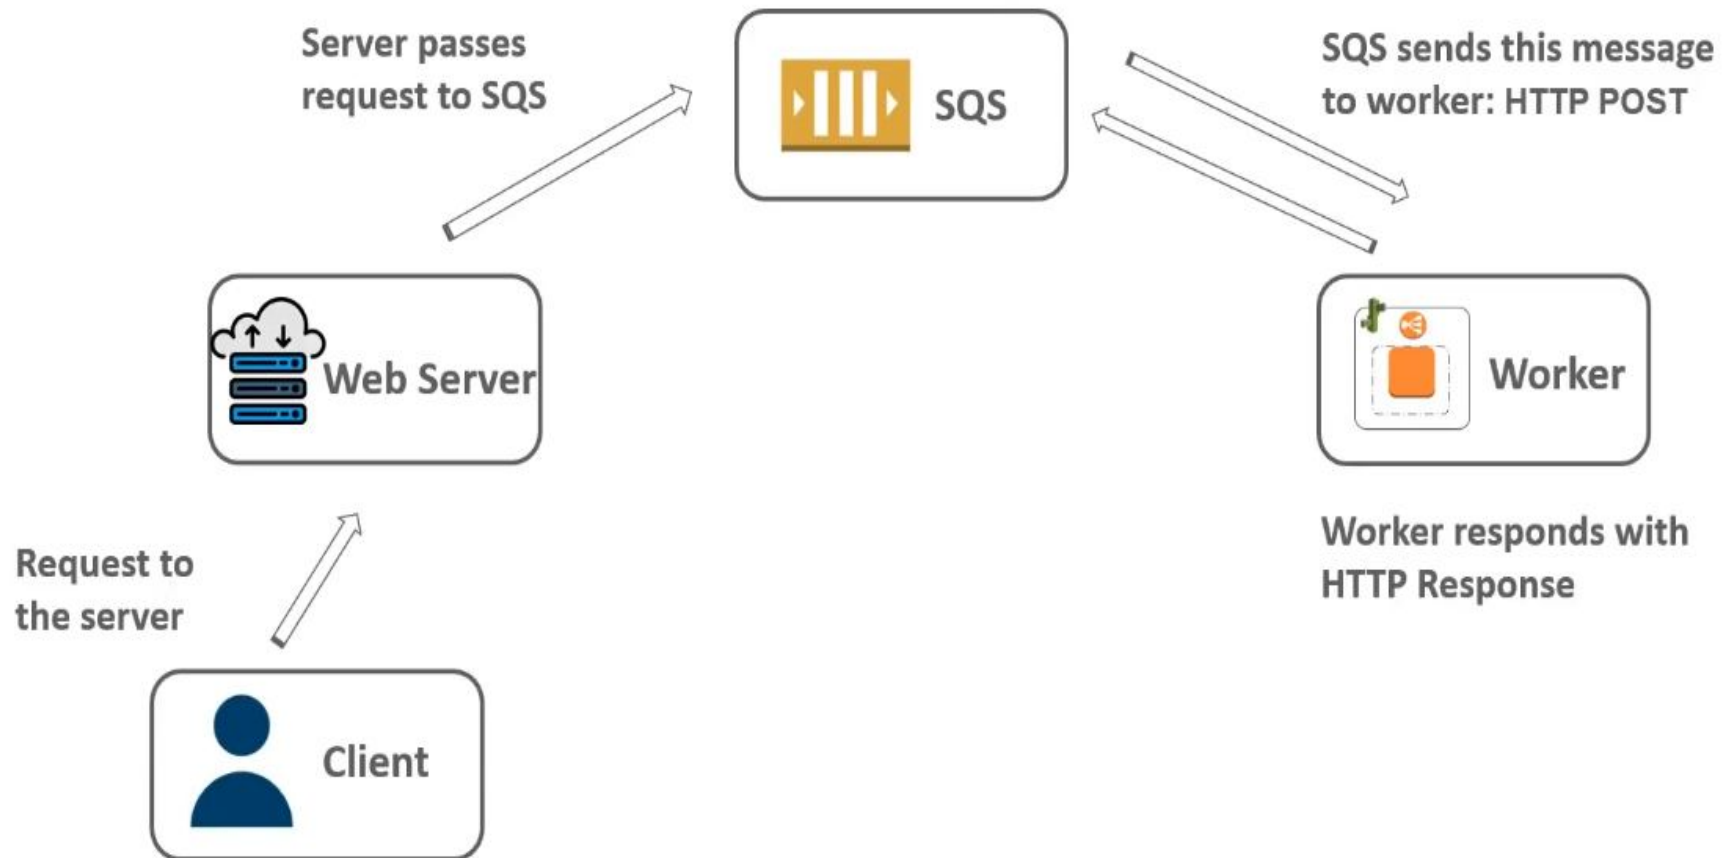 Server passes
request to SQS
SQS
SQS sends this message
to worker: HTTP POST
Web Server
Worker
Request to
the server
Worker responds with
HTTP Response
Client